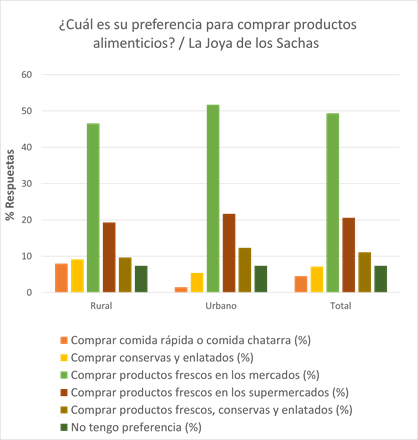 ¿Cuál es su preferencia para comprar productos
alimenticios? / La Joya de los Sachas
60
50
40
30
20
10
0
% Respuestas
Rural
Urbano
Total
Comprar comida rápida o comida chatarra (%)
Comprar conservas y enlatados (%)
Comprar productos frescos en los mercados (%)
Comprar productos frescos en los supermercados (%)
Comprar productos frescos, conservas y enlatados (%)
No tengo preferencia (%)